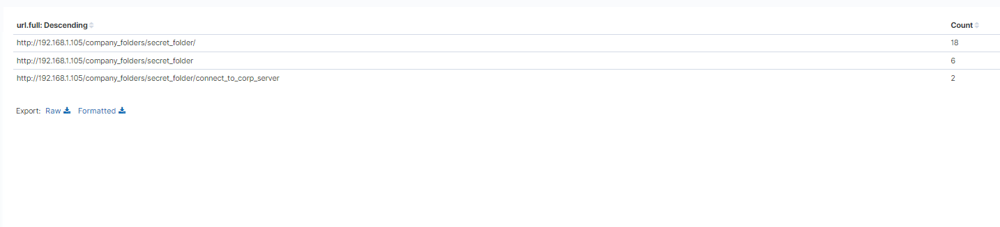 url.full: Descending Count
http://192.168.1.105/company_folders/secret_folder/ 18
http://192.168.1.105/company_folders/secret_folder 6
http://192.168.1.105/company_folders/secret_folder/connect_to_corp_server 2
Export: Raw Formatted